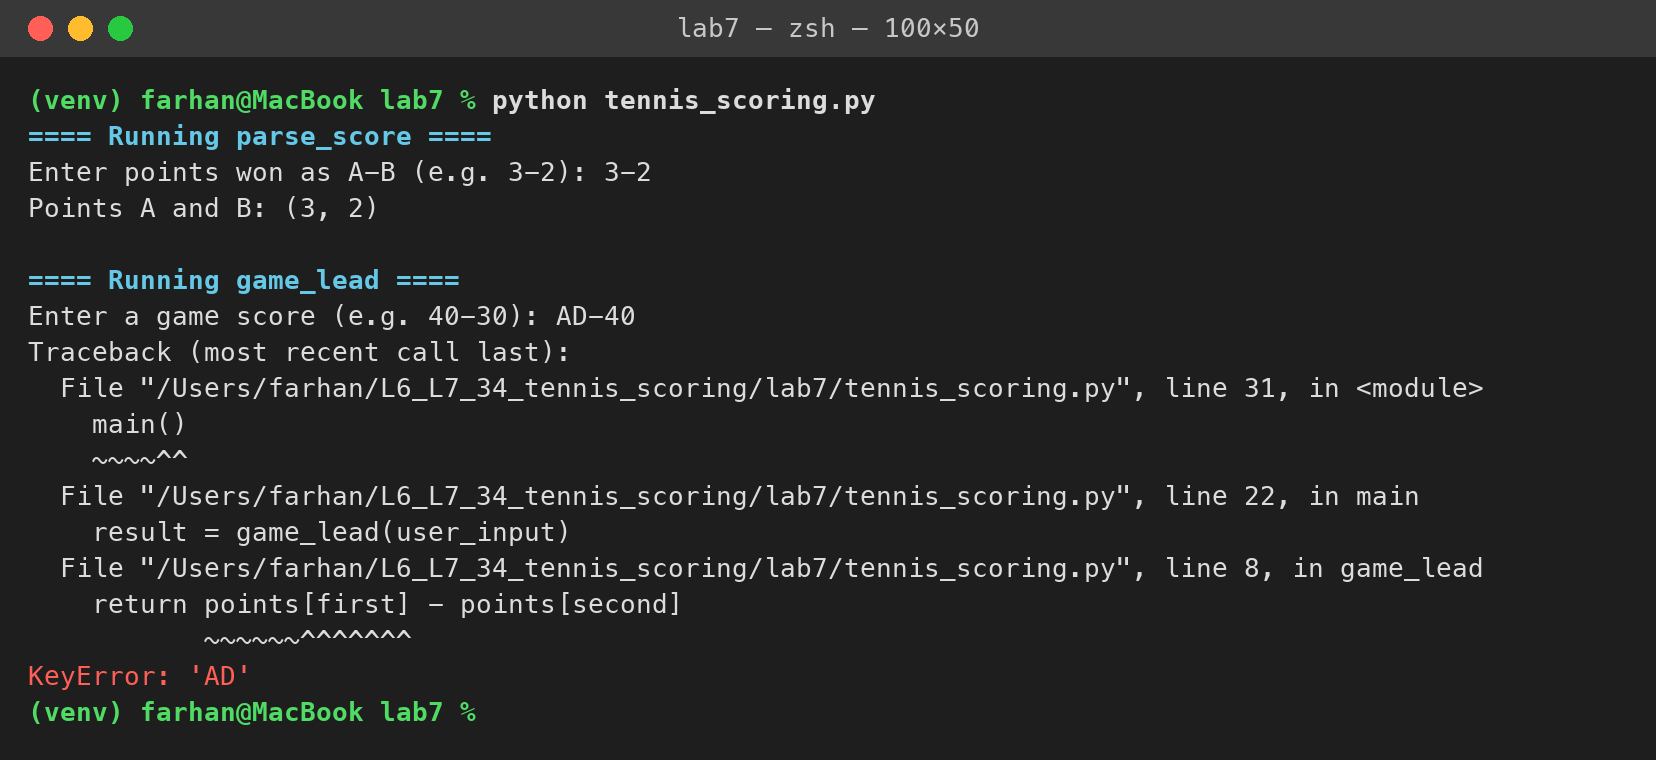 lab7 — zsh — 100×50
(venv) farhan@MacBook lab7 % python tennis_scoring.py
==== Running parse_score ====
Enter points won as A-B (e.g. 3-2): 3-2
Points A and B: (3, 2)
==== Running game_lead ====
Enter a game score (e.g. 40-30): AD-40
Traceback (most recent call last):
  File "/Users/farhan/L6_L7_34_tennis_scoring/lab7/tennis_scoring.py", line 31, in <module>
    main()
    ~~~~^^
  File "/Users/farhan/L6_L7_34_tennis_scoring/lab7/tennis_scoring.py", line 22, in main
    result = game_lead(user_input)
  File "/Users/farhan/L6_L7_34_tennis_scoring/lab7/tennis_scoring.py", line 8, in game_lead
    return points[first] - points[second]
           ~~~~~~^^^^^^^
KeyError: 'AD'
(venv) farhan@MacBook lab7 %